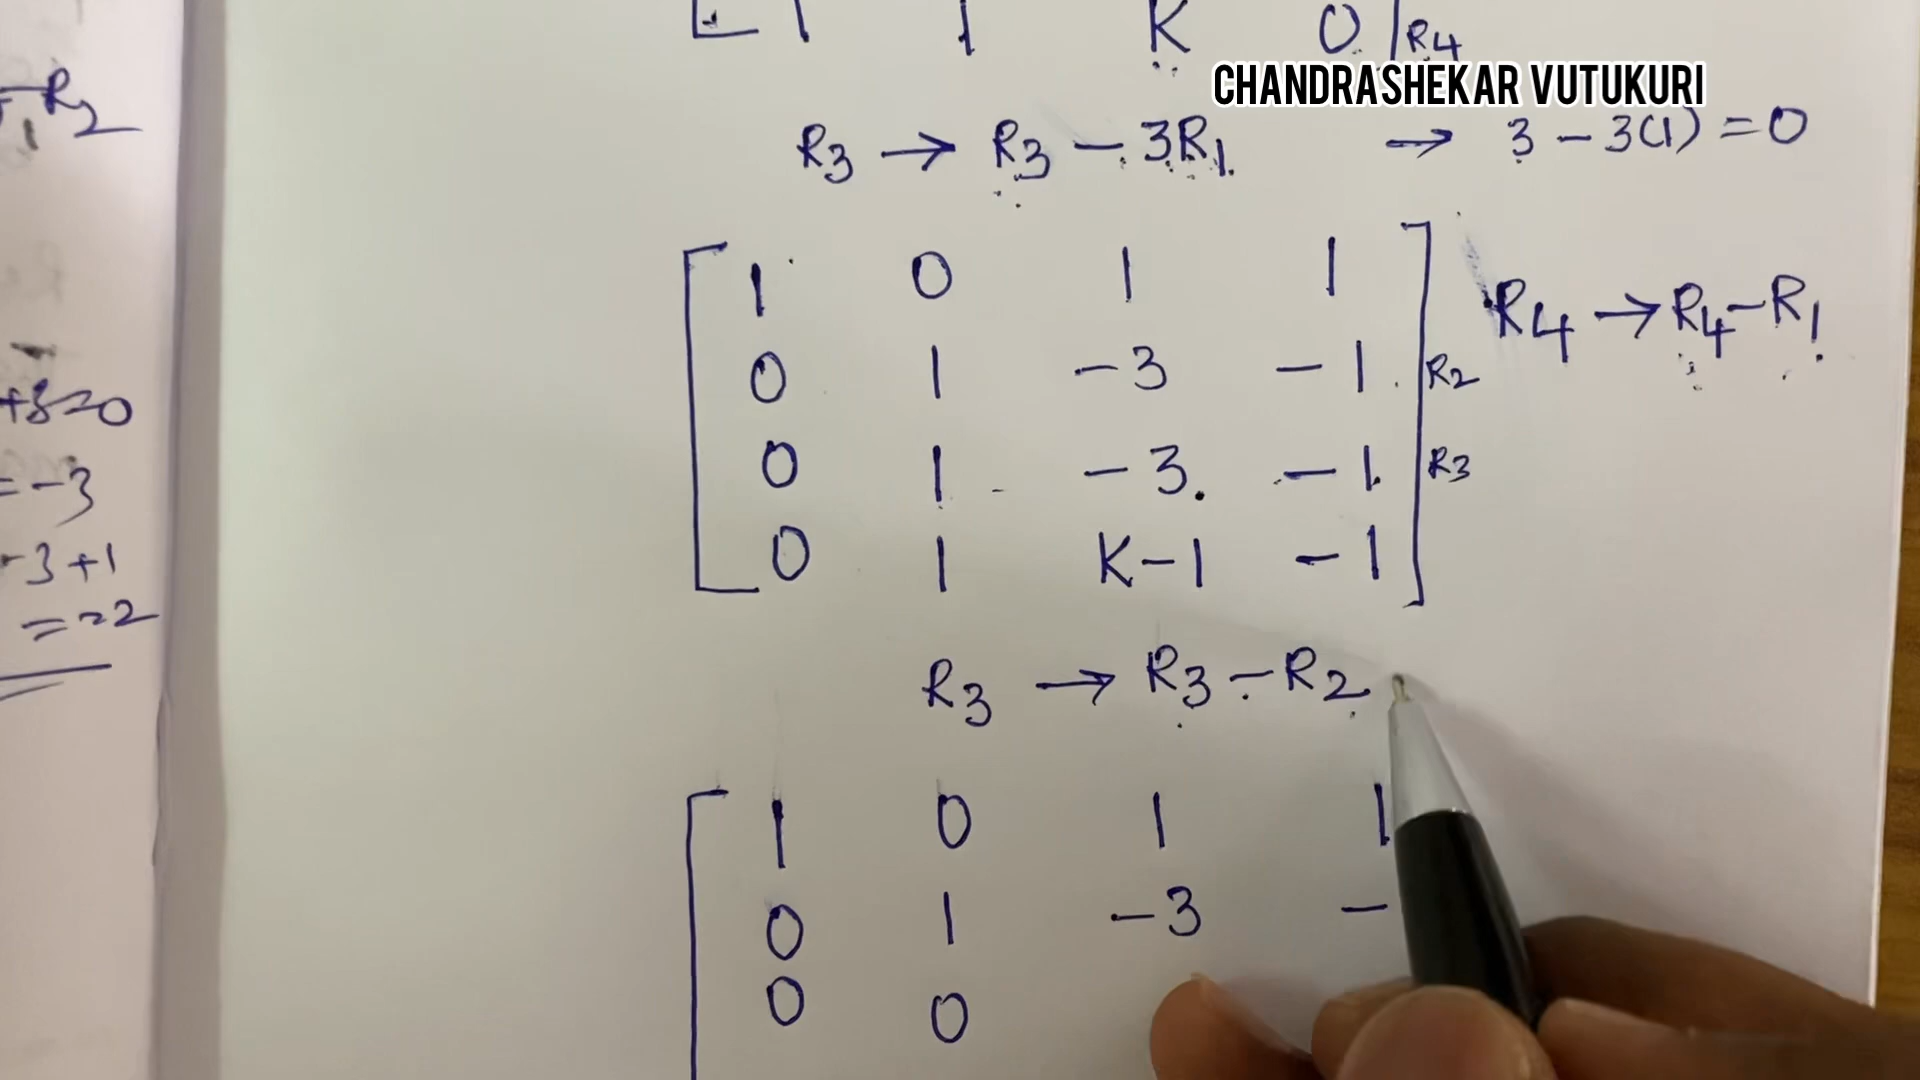 1 1 K 0 R4
CHANDRASHEKAR VUTUKURI
R3 → R3 - 3R1 → 3 - 3(1) = 0
1 0 1 1
R4 → R4 - R1
0 1 -3 -1 R2
0 1 -3 -1 R3
0 1 K-1 -1
R3 → R3 - R2
1 0 1 1
0 1 -3 -
0 0
-R2
+3=0
= -3
-3+1
= -2